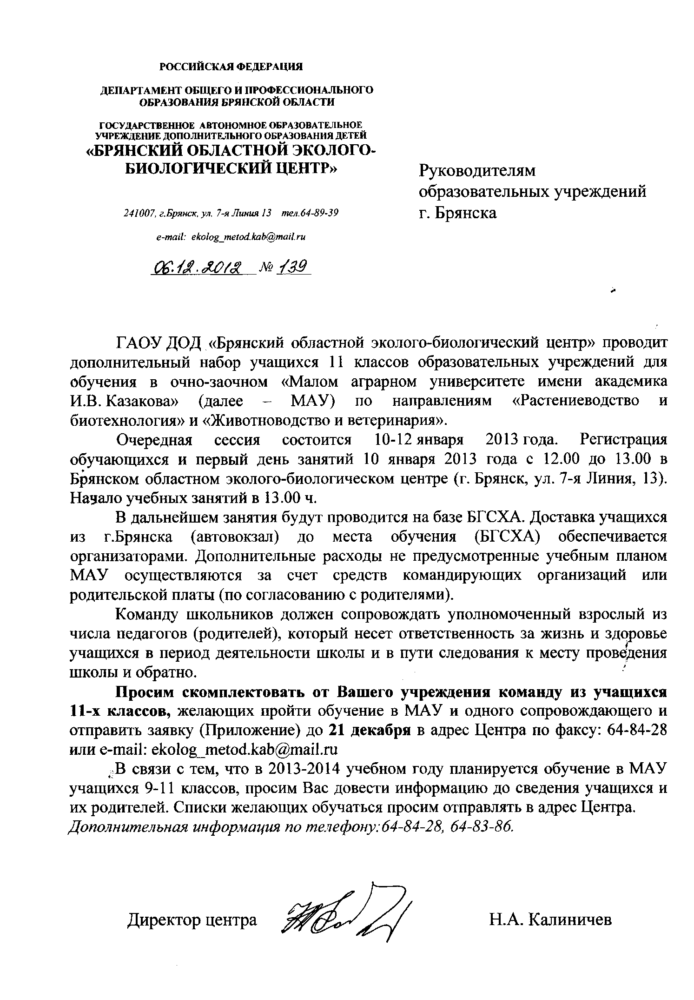 РОССИЙСКАЯ ФЕДЕРАЦИЯ
ДЕПАРТАМЕНТ ОБЩЕГО И ПРОФЕССИОНАЛЬНОГО
ОБРАЗОВАНИЯ БРЯНСКОЙ ОБЛАСТИ
ГОСУДАРСТВЕННОЕ АВТОНОМНОЕ ОБРАЗОВАТЕЛЬНОЕ
УЧРЕЖДЕНИЕ ДОПОЛНИТЕЛЬНОГО ОБРАЗОВАНИЯ ДЕТЕЙ
«БРЯНСКИЙ ОБЛАСТНОЙ ЭКОЛОГО-
БИОЛОГИЧЕСКИЙ ЦЕНТР»
241007, г.Брянск, ул. 7-я Линия 13 тел.64-89-39
e-mail: ekolog_metod.kab@mail.ru
06.12.2012 № 139
Руководителям
образовательных учреждений
г. Брянска
ГАОУ ДОД «Брянский областной эколого-биологический центр» проводит
дополнительный набор учащихся 11 классов образовательных учреждений для
обучения в очно-заочном «Малом аграрном университете имени академика
И.В. Казакова» (далее – МАУ) по направлениям «Растениеводство и
биотехнология» и «Животноводство и ветеринария».
Очередная сессия состоится 10-12 января 2013 года. Регистрация
обучающихся и первый день занятий 10 января 2013 года с 12.00 до 13.00 в
Брянском областном эколого-биологическом центре (г. Брянск, ул. 7-я Линия, 13).
Начало учебных занятий в 13.00 ч.
В дальнейшем занятия будут проводится на базе БГСХА. Доставка учащихся
из г.Брянска (автовокзал) до места обучения (БГСХА) обеспечивается
организаторами. Дополнительные расходы не предусмотренные учебным планом
МАУ осуществляются за счет средств командирующих организаций или
родительской платы (по согласованию с родителями).
Команду школьников должен сопровождать уполномоченный взрослый из
числа педагогов (родителей), который несет ответственность за жизнь и здоровье
учащихся в период деятельности школы и в пути следования к месту проведения
школы и обратно.
Просим скомплектовать от Вашего учреждения команду из учащихся
11-х классов, желающих пройти обучение в МАУ и одного сопровождающего и
отправить заявку (Приложение) до 21 декабря в адрес Центра по факсу: 64-84-28
или e-mail: ekolog_metod.kab@mail.ru
В связи с тем, что в 2013-2014 учебном году планируется обучение в МАУ
учащихся 9-11 классов, просим Вас довести информацию до сведения учащихся и
их родителей. Списки желающих обучаться просим отправлять в адрес Центра.
Дополнительная информация по телефону:64-84-28, 64-83-86.
Директор центра Н.А. Калиничев